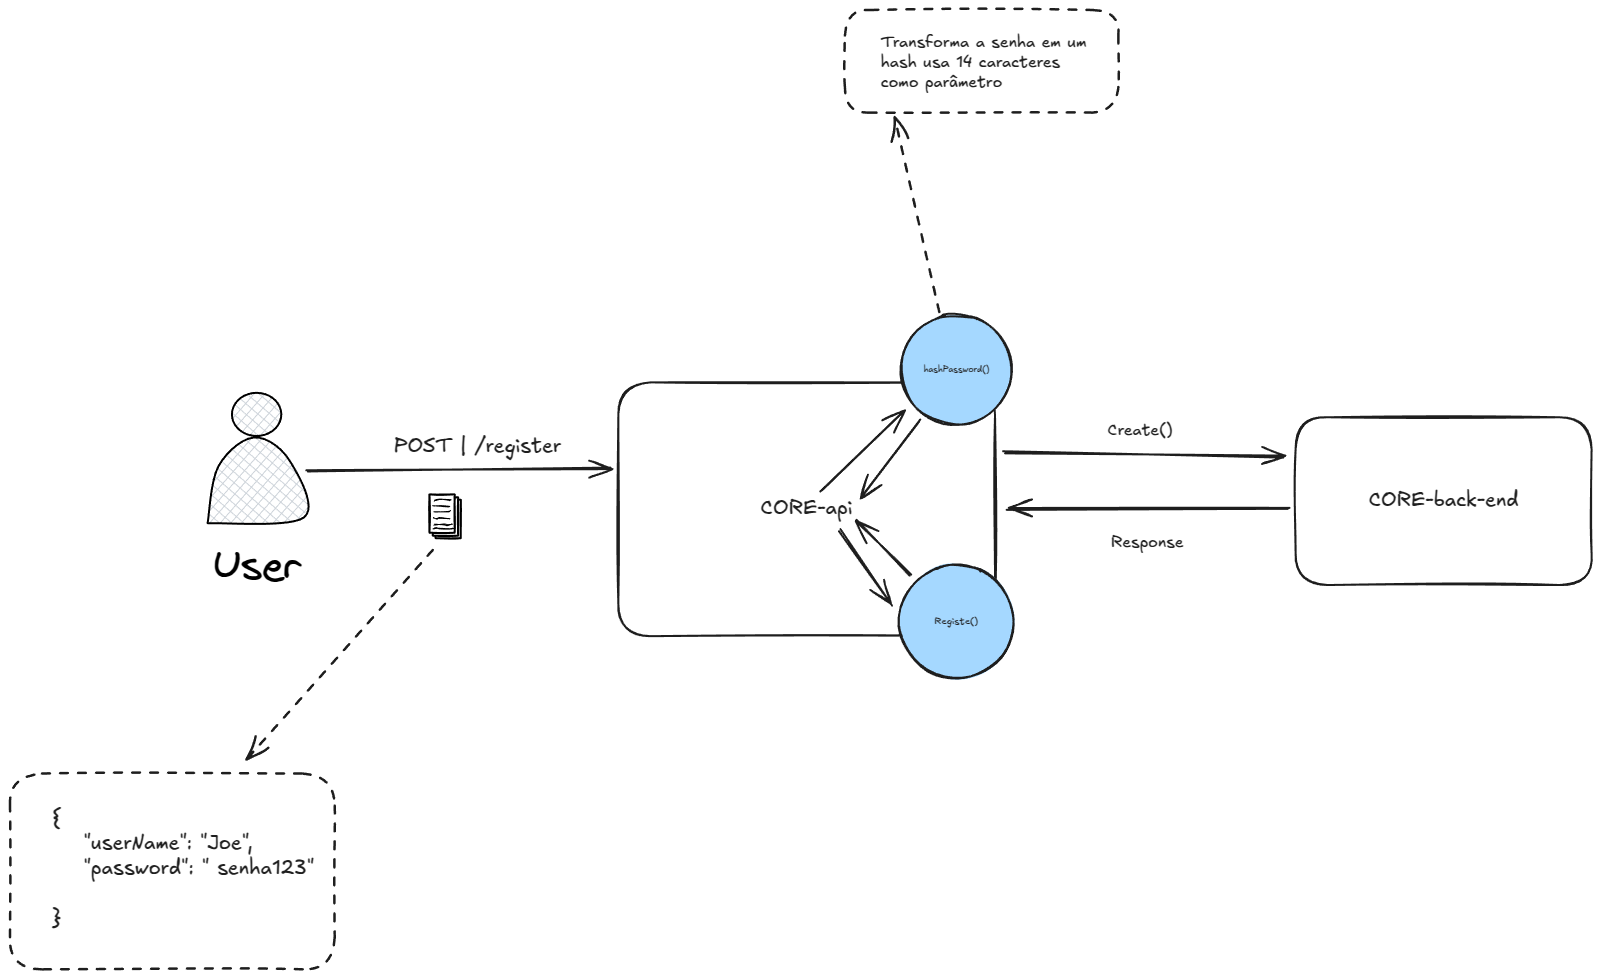 Transforma a senha em um
hash usa 14 caracteres
como parâmetro
hashPassword()
POST | /register
Create()
CORE-api
CORE-back-end
Response
User
Registe()
{
"userName": "Joe",
"password": " senha123"
}